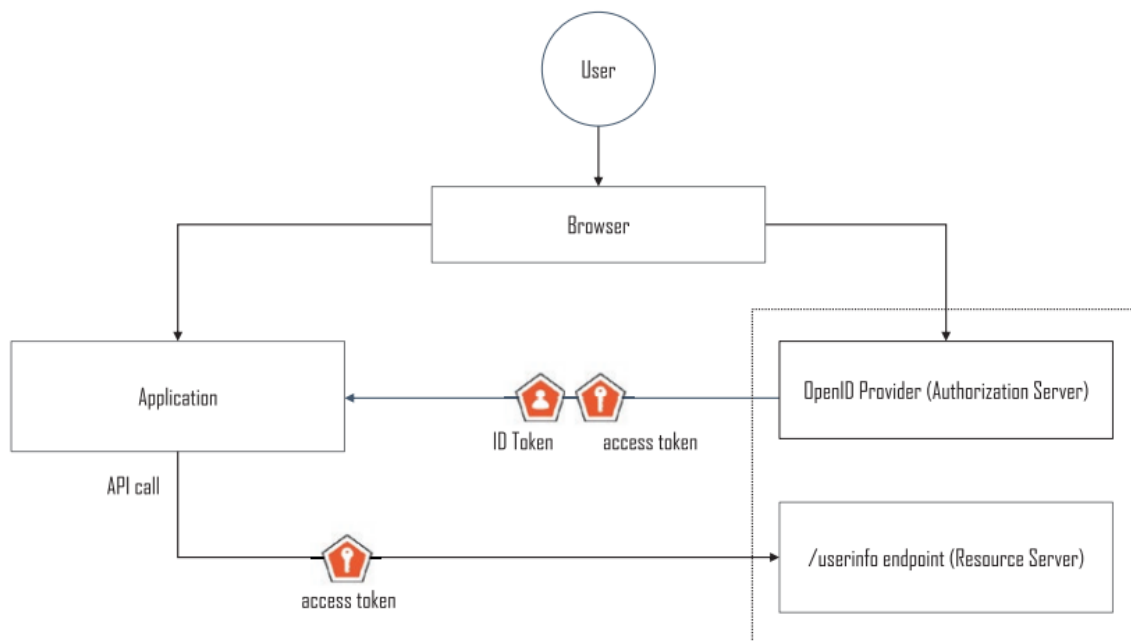 User
Browser
Application
OpenID Provider (Authorization Server)
ID Token
access token
API call
/userinfo endpoint (Resource Server)
access token